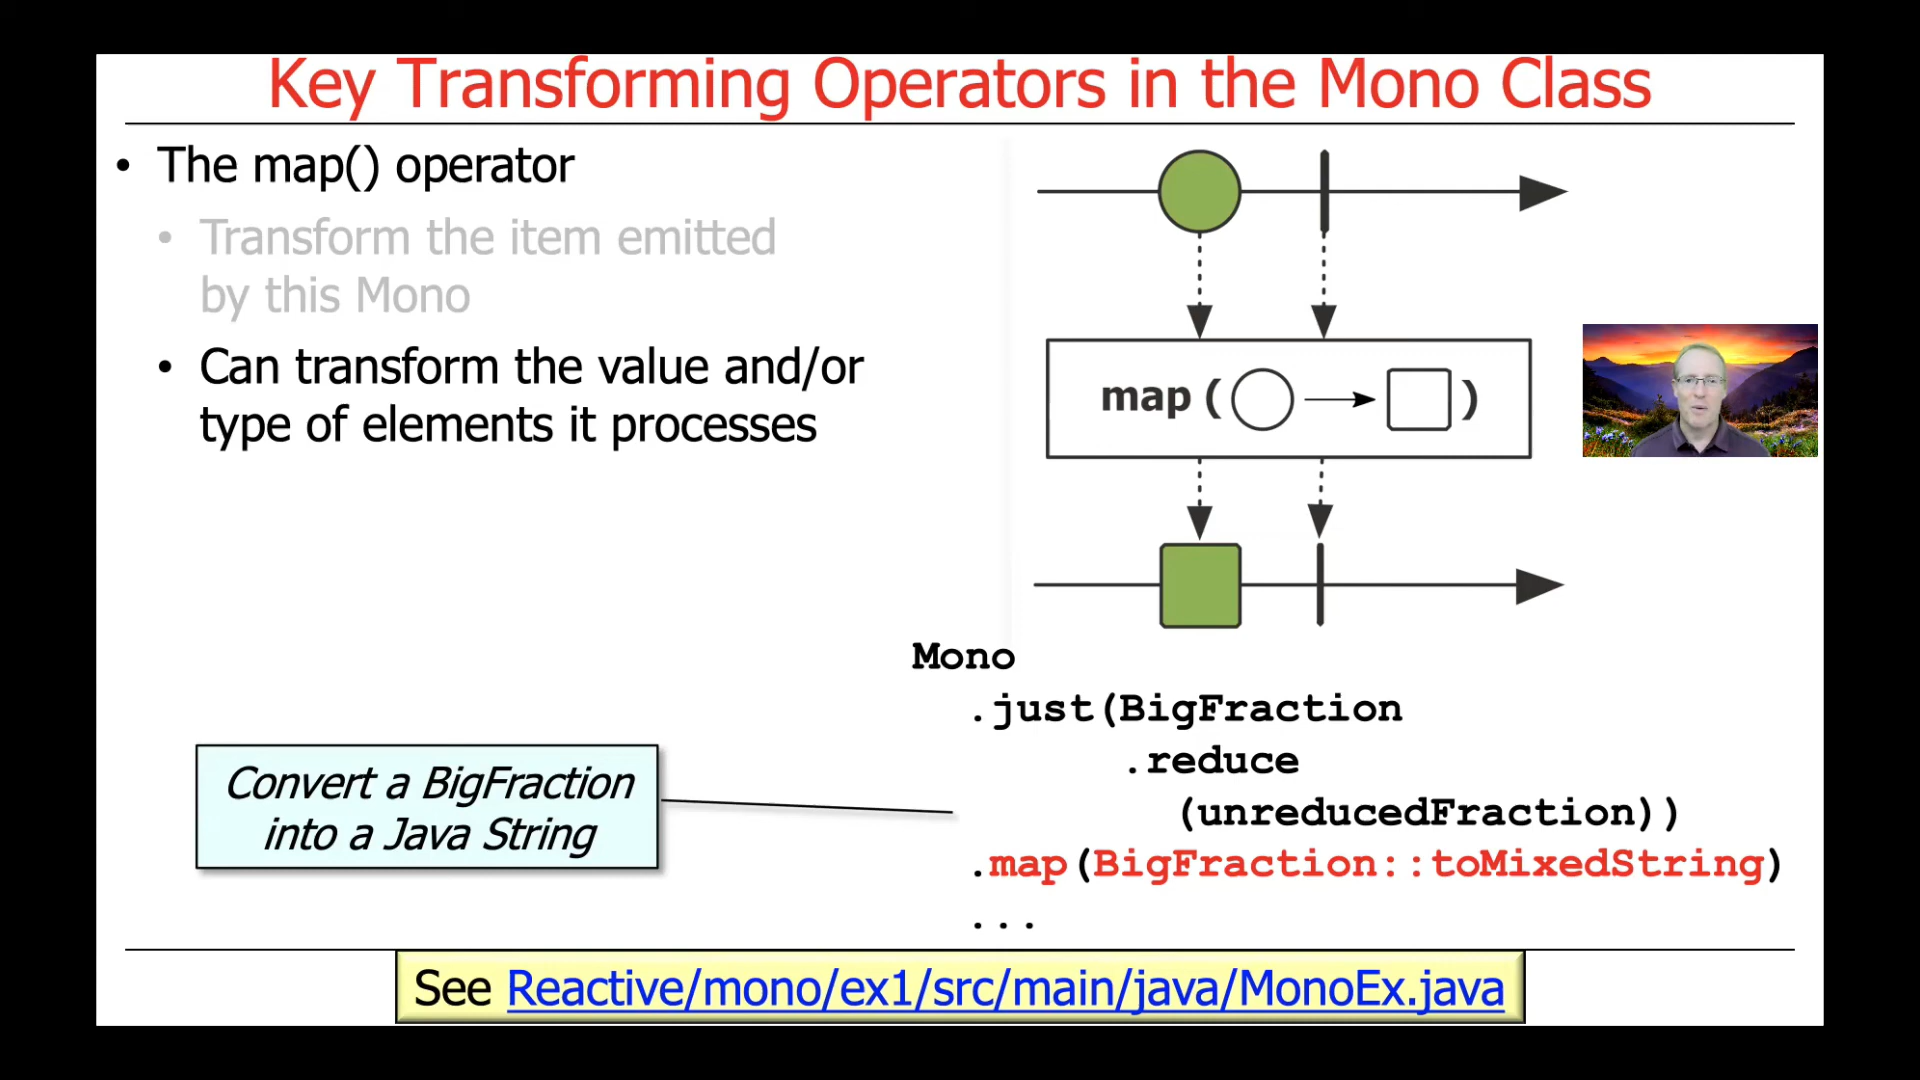 Key Transforming Operators in the Mono Class
• The map() operator
• Transform the item emitted
by this Mono
• Can transform the value and/or
type of elements it processes
map ( )
Mono
.just(BigFraction
.reduce
(unreducedFraction))
.map(BigFraction::toMixedString)
...
Convert a BigFraction
into a Java String
See Reactive/mono/ex1/src/main/java/MonoEx.java